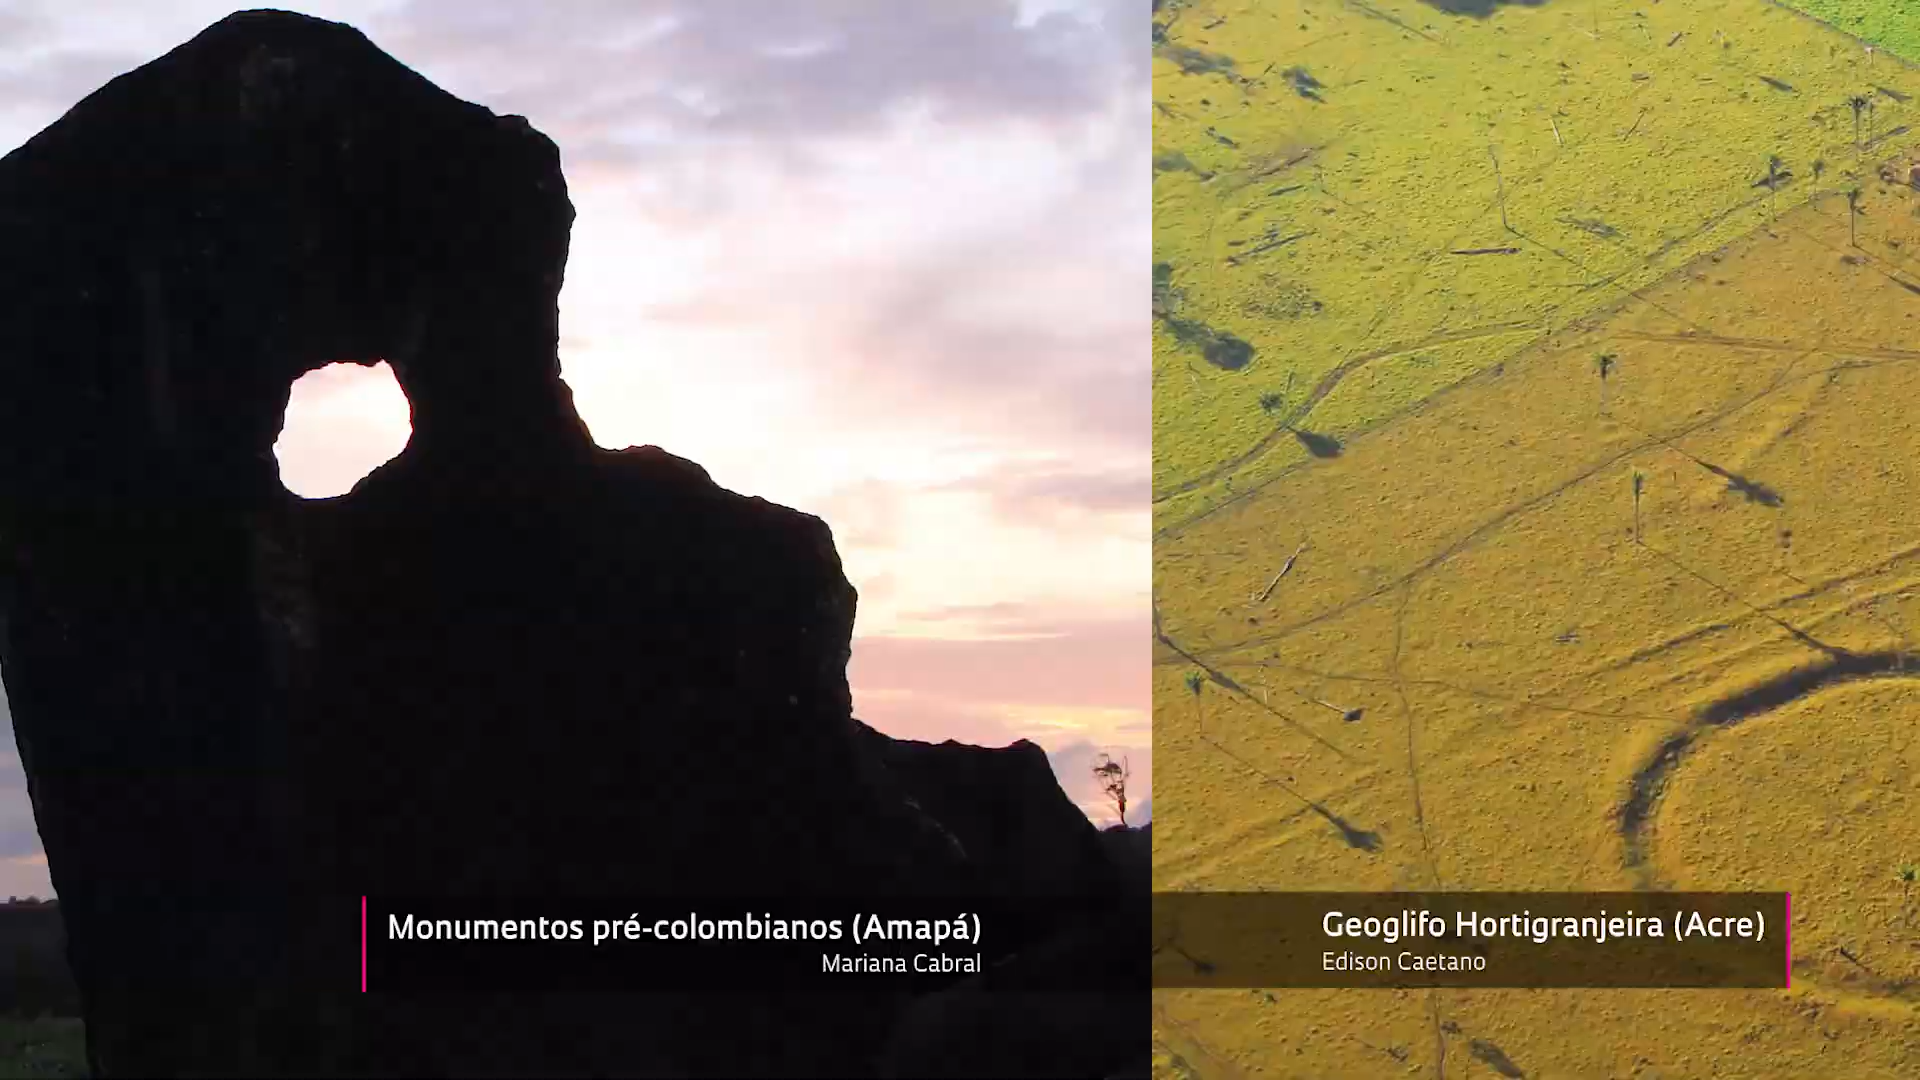 Monumentos pré-colombianos (Amapá)
Mariana Cabral
Geoglifo Hortigranjeira (Acre)
Edison Caetano